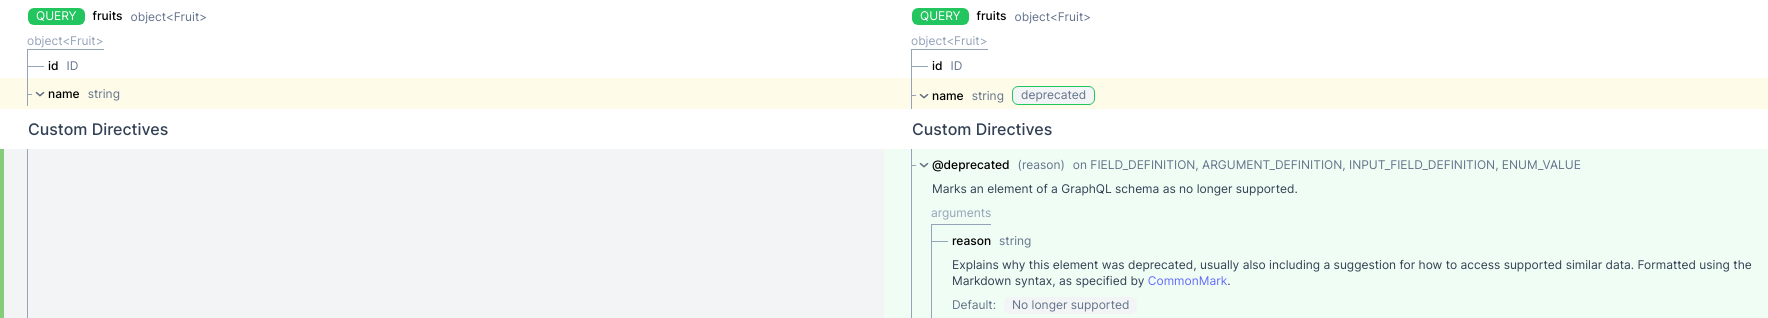 QUERY fruits object<Fruit>
object<Fruit>
id ID
name string
Custom Directives
QUERY fruits object<Fruit>
object<Fruit>
id ID
name string deprecated
Custom Directives
@deprecated (reason) on FIELD_DEFINITION, ARGUMENT_DEFINITION, INPUT_FIELD_DEFINITION, ENUM_VALUE
Marks an element of a GraphQL schema as no longer supported.
arguments
reason string
Explains why this element was deprecated, usually also including a suggestion for how to access supported similar data. Formatted using the
Markdown syntax, as specified by CommonMark.
Default: No longer supported